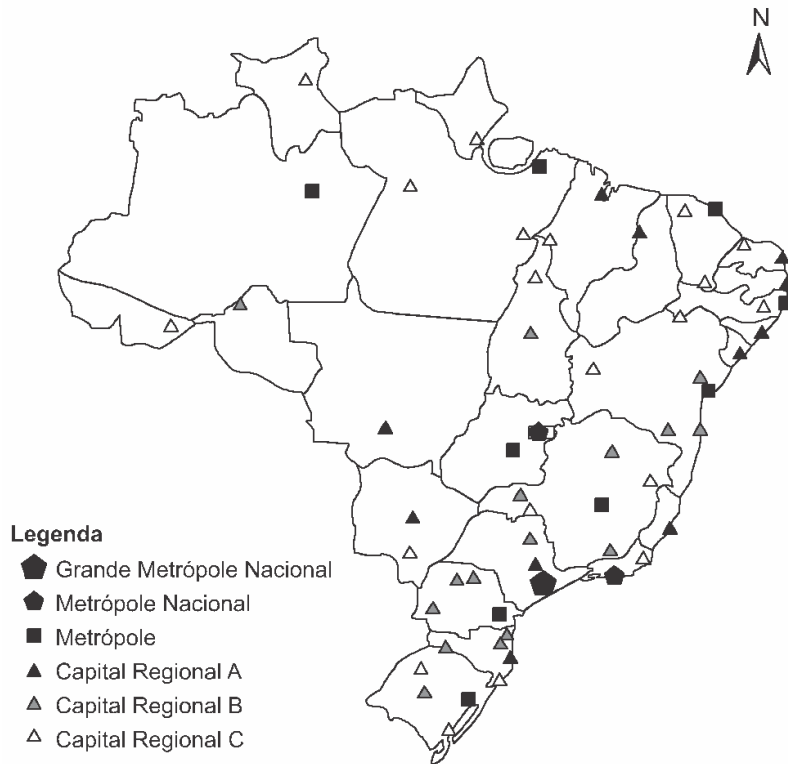 N
Legenda
Grande Metrópole Nacional
Metrópole Nacional
Metrópole
Capital Regional A
Capital Regional B
Capital Regional C